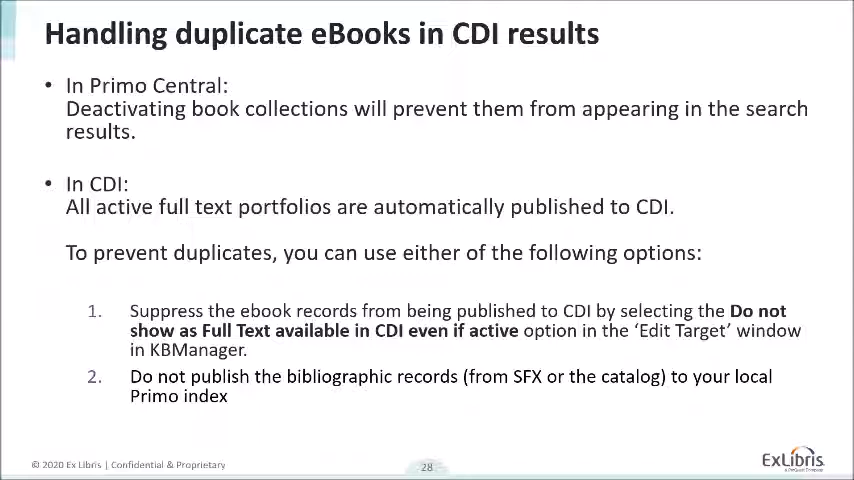 Handling duplicate eBooks in CDI results
• In Primo Central:
Deactivating book collections will prevent them from appearing in the search
results.
• In CDI:
All active full text portfolios are automatically published to CDI.
To prevent duplicates, you can use either of the following options:
1. Suppress the ebook records from being published to CDI by selecting the Do not
show as Full Text available in CDI even if active option in the ‘Edit Target’ window
in KBManager.
2. Do not publish the bibliographic records (from SFX or the catalog) to your local
Primo index
© 2020 Ex Libris | Confidential & Proprietary
28
ExLibris
A ProQuest Company